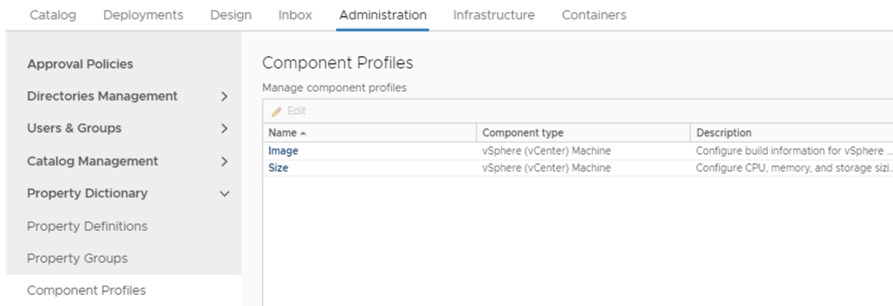 Catalog Deployments Design Inbox Administration Infrastructure Containers
Approval Policies
Directories Management
Users & Groups
Catalog Management
Property Dictionary
Property Definitions
Property Groups
Component Profiles
Component Profiles
Manage component profiles
Edit
Name Component type Description
Image vSphere (vCenter) Machine Configure build information for vSphere ...
Size vSphere (vCenter) Machine Configure CPU, memory, and storage sizi...